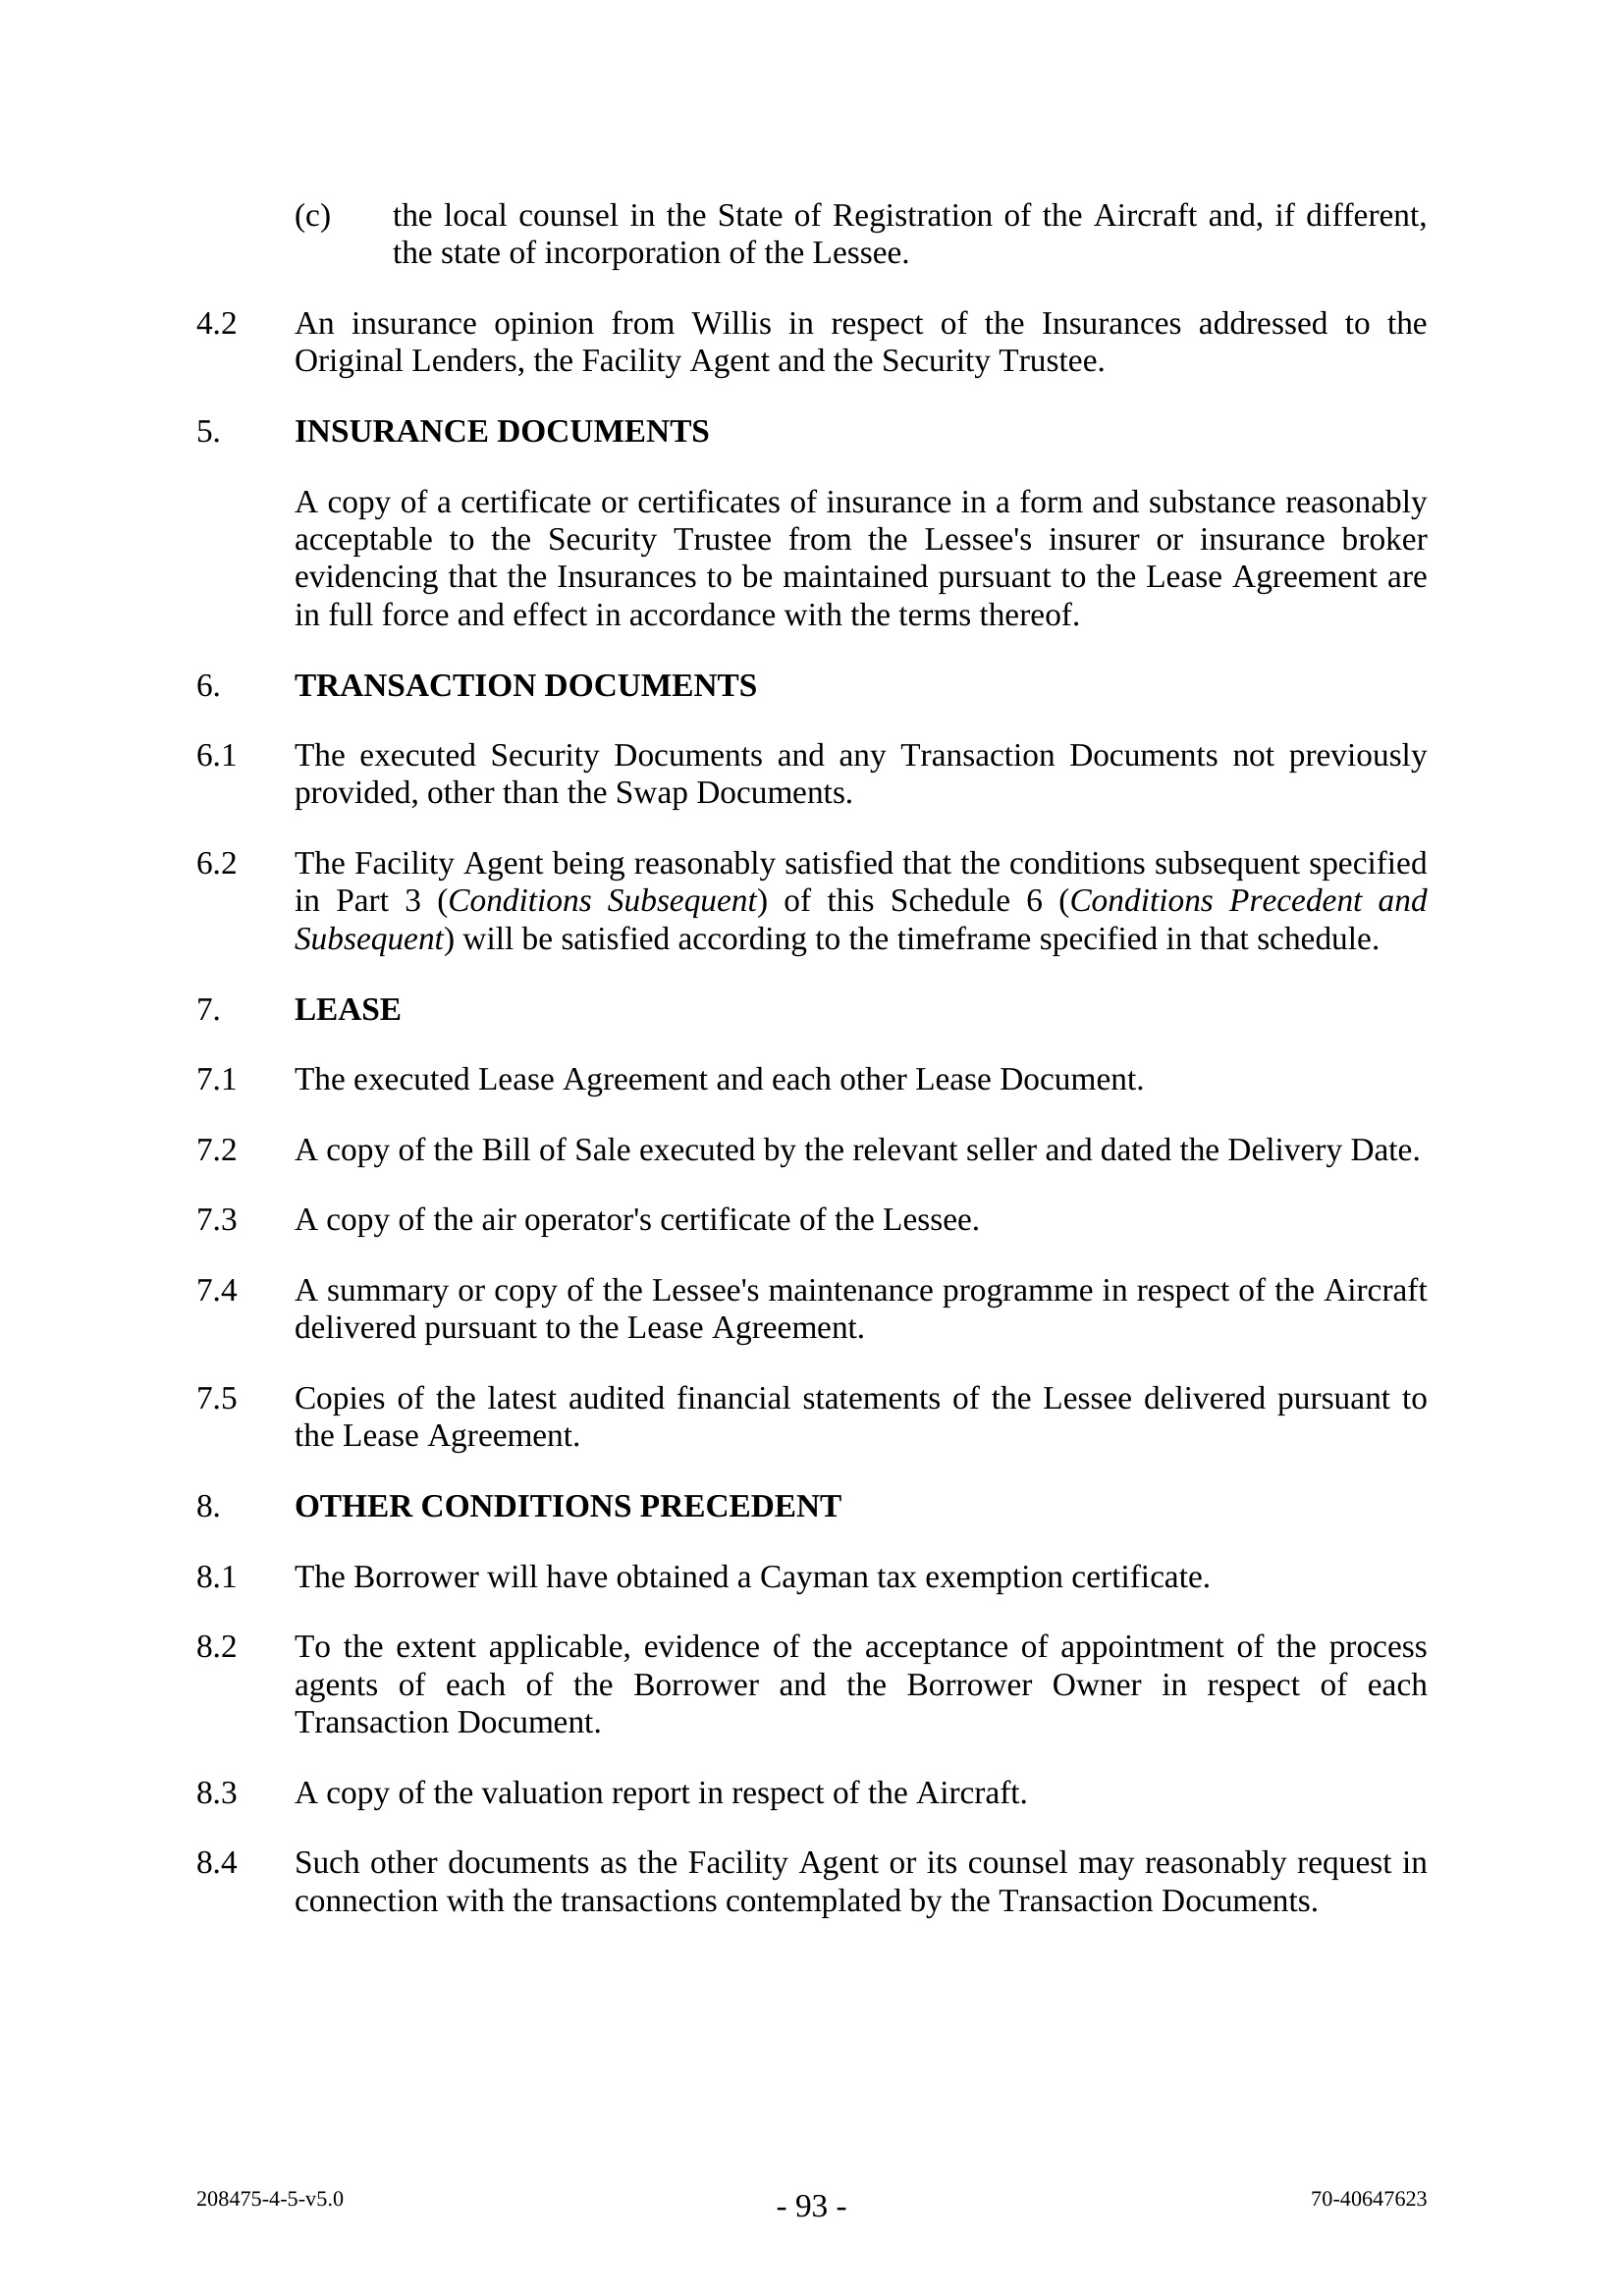 (c) the local counsel in the State of Registration of the Aircraft and, if different,
the state of incorporation of the Lessee.
4.2 An insurance opinion from Willis in respect of the Insurances addressed to the
Original Lenders, the Facility Agent and the Security Trustee.
5. INSURANCE DOCUMENTS
A copy of a certificate or certificates of insurance in a form and substance reasonably
acceptable to the Security Trustee from the Lessee's insurer or insurance broker
evidencing that the Insurances to be maintained pursuant to the Lease Agreement are
in full force and effect in accordance with the terms thereof.
6. TRANSACTION DOCUMENTS
6.1 The executed Security Documents and any Transaction Documents not previously
provided, other than the Swap Documents.
6.2 The Facility Agent being reasonably satisfied that the conditions subsequent specified
in Part 3 (Conditions Subsequent) of this Schedule 6 (Conditions Precedent and
Subsequent) will be satisfied according to the timeframe specified in that schedule.
7. LEASE
7.1 The executed Lease Agreement and each other Lease Document.
7.2 A copy of the Bill of Sale executed by the relevant seller and dated the Delivery Date.
7.3 A copy of the air operator's certificate of the Lessee.
7.4 A summary or copy of the Lessee's maintenance programme in respect of the Aircraft
delivered pursuant to the Lease Agreement.
7.5 Copies of the latest audited financial statements of the Lessee delivered pursuant to
the Lease Agreement.
8. OTHER CONDITIONS PRECEDENT
8.1 The Borrower will have obtained a Cayman tax exemption certificate.
8.2 To the extent applicable, evidence of the acceptance of appointment of the process
agents of each of the Borrower and the Borrower Owner in respect of each
Transaction Document.
8.3 A copy of the valuation report in respect of the Aircraft.
8.4 Such other documents as the Facility Agent or its counsel may reasonably request in
connection with the transactions contemplated by the Transaction Documents.
208475-4-5-v5.0 - 93 - 70-40647623